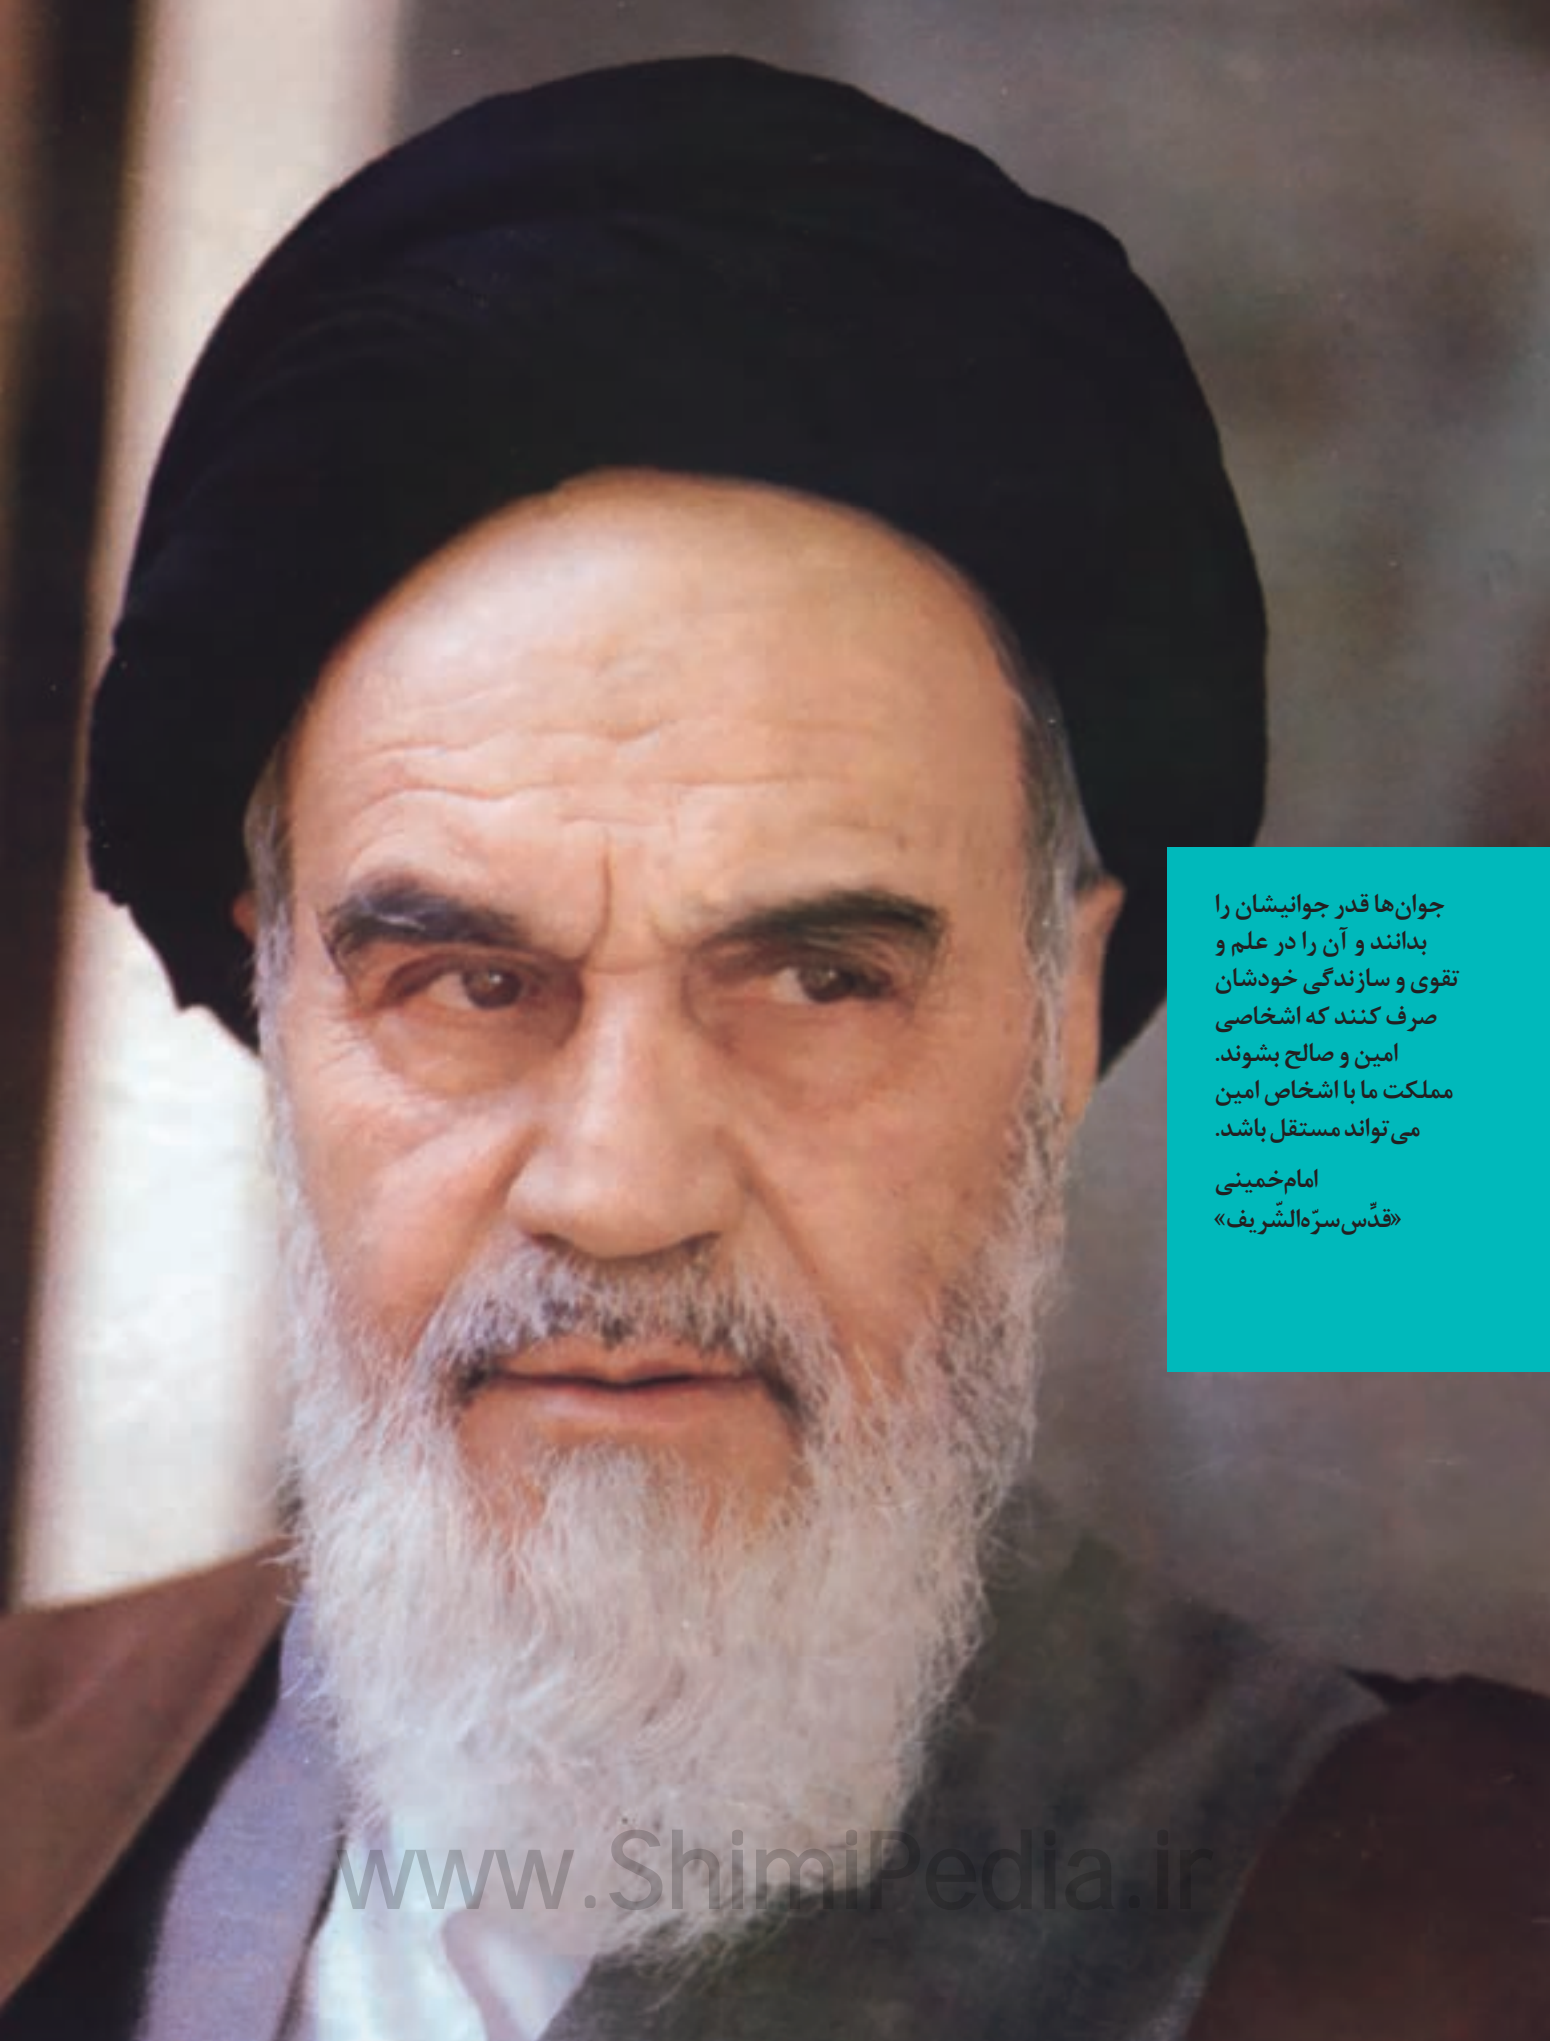 جوان‌ها قدر جوانیشان را
بدانند و آن را در علم و
تقوی و سازندگی خودشان
صرف کنند که اشخاصی
امین و صالح بشوند.
مملکت ما با اشخاص امین
می‌تواند مستقل باشد.
امام‌خمینی
«قدِّس‌سرّه‌الشّریف»
www.ShimiPedia.ir